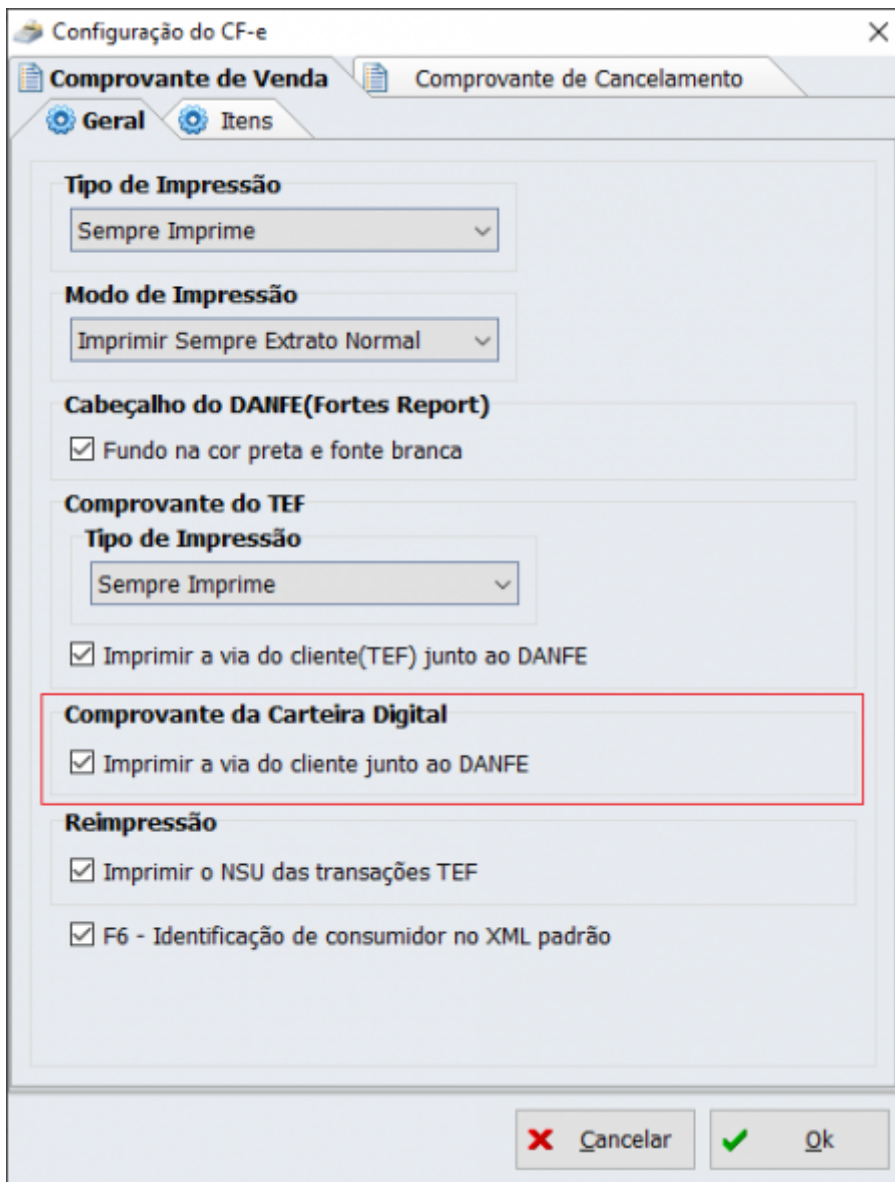 Configuração do CF-e
Comprovante de Venda
Comprovante de Cancelamento
Geral
Itens
Tipo de Impressão
Sempre Imprime
Modo de Impressão
Imprimir Sempre Extrato Normal
Cabeçalho do DANFE(Fortes Report)
Fundo na cor preta e fonte branca
Comprovante do TEF
Tipo de Impressão
Sempre Imprime
Imprimir a via do cliente(TEF) junto ao DANFE
Comprovante da Carteira Digital
Imprimir a via do cliente junto ao DANFE
Reimpressão
Imprimir o NSU das transações TEF
F6 - Identificação de consumidor no XML padrão
Cancelar
Ok